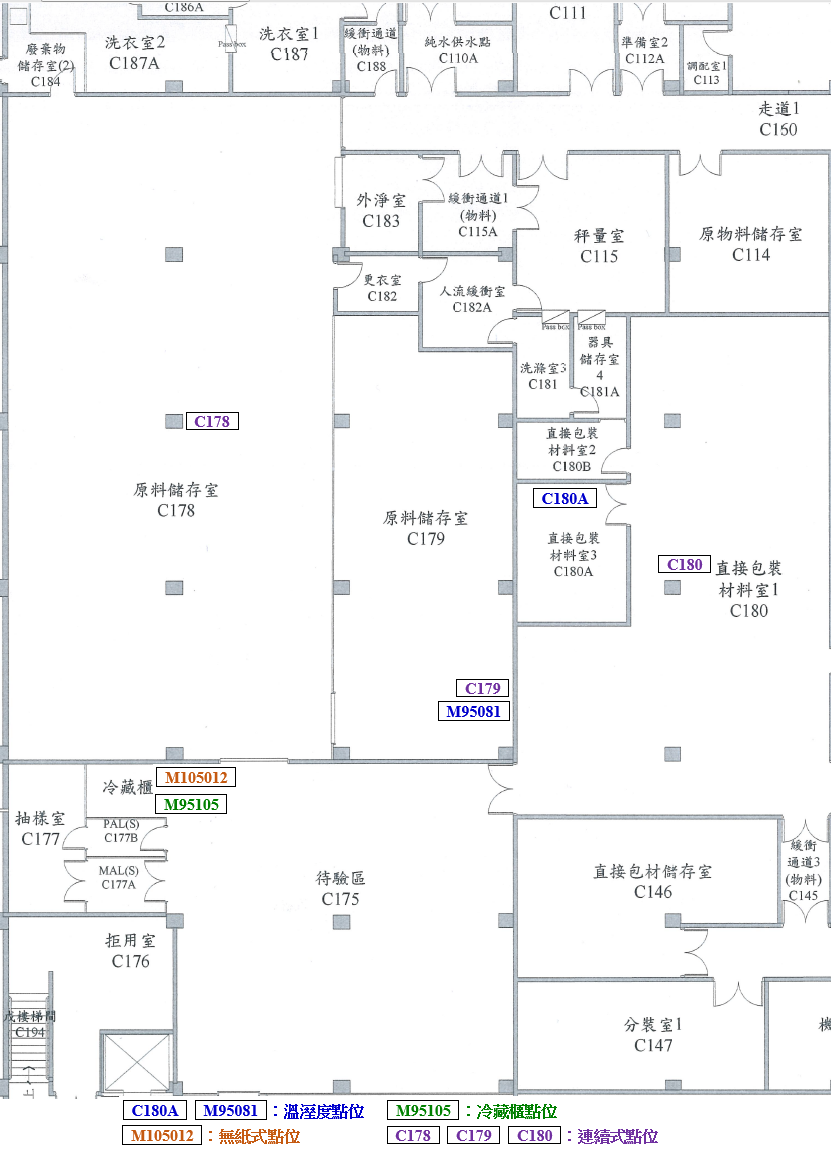 C186A
C111
廢棄物
儲存室(2)
C184
洗衣室2
C187A
Pass box
洗衣室1
C187
緩衝通道
(物料)
C188
純水供水點
C110A
準備室2
C112A
調配室1
C113
走道1
C160
外淨室
C183
緩衝通道1
(物料)
C115A
秤量室
C115
原物料儲存室
C114
更衣室
C182
人流緩衝室
C182A
Pass box
Pass box
洗滌室3
C181
器具
儲存室
4
C181A
C178
原料儲存室
C178
原料儲存室
C179
直接包裝
材料室2
C180B
C180A
直接包裝
材料室3
C180A
C180
直接包裝
材料室1
C180
C179
M95081
冷藏櫃
M105012
M95105
抽樣室
C177
PAL(S)
C177B
MAL(S)
C177A
待驗區
C175
直接包材儲存室
C146
緩衝
通道3
(物料)
C145
拒用室
C176
戊樓梯間
C194
上
分裝室1
C147
機
C180A M95081：溫溼度點位 M95105：冷藏櫃點位
M105012：無紙式點位 C178 C179 C180：連續式點位